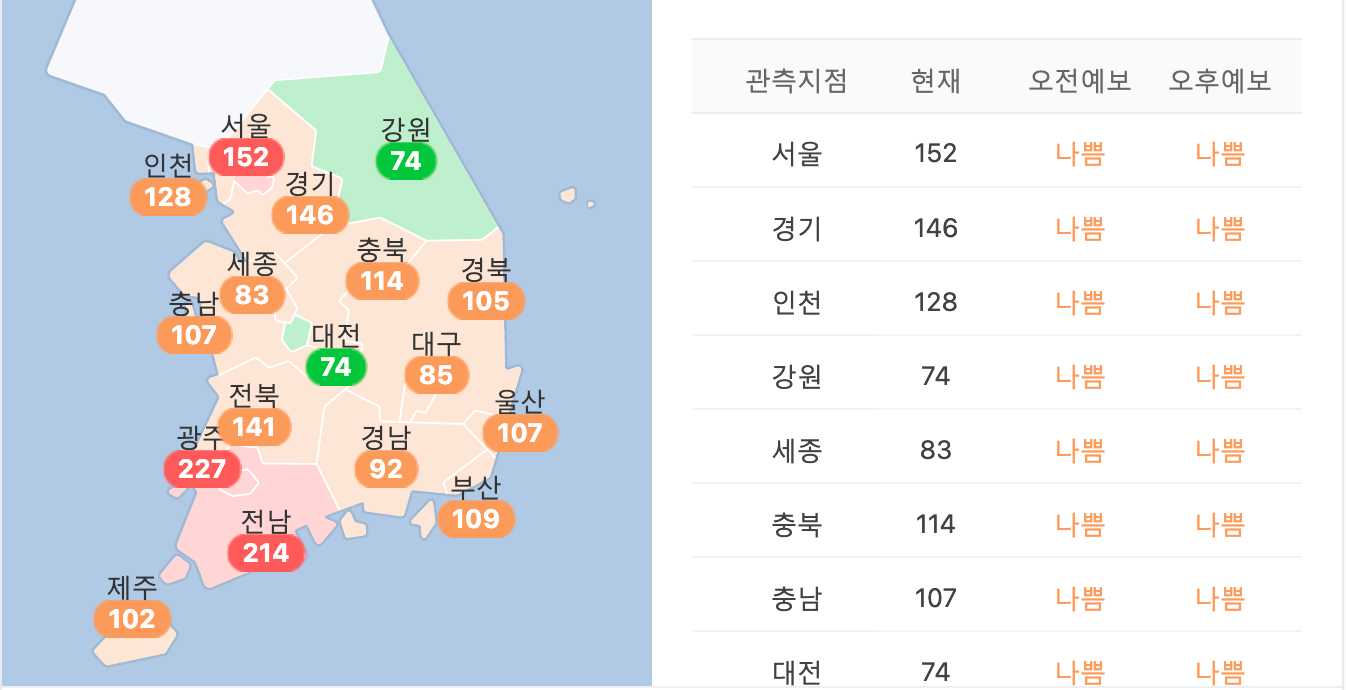 서울
152
강원
74
인천
128
경기
146
충북
114
세종
83
경북
105
충남
107
대전
74
대구
85
전북
141
울산
107
광주
227
경남
92
부산
109
전남
214
제주
102
관측지점 현재 오전예보 오후예보
서울 152 나쁨 나쁨
경기 146 나쁨 나쁨
인천 128 나쁨 나쁨
강원 74 나쁨 나쁨
세종 83 나쁨 나쁨
충북 114 나쁨 나쁨
충남 107 나쁨 나쁨
대전 74 나쁨 나쁨